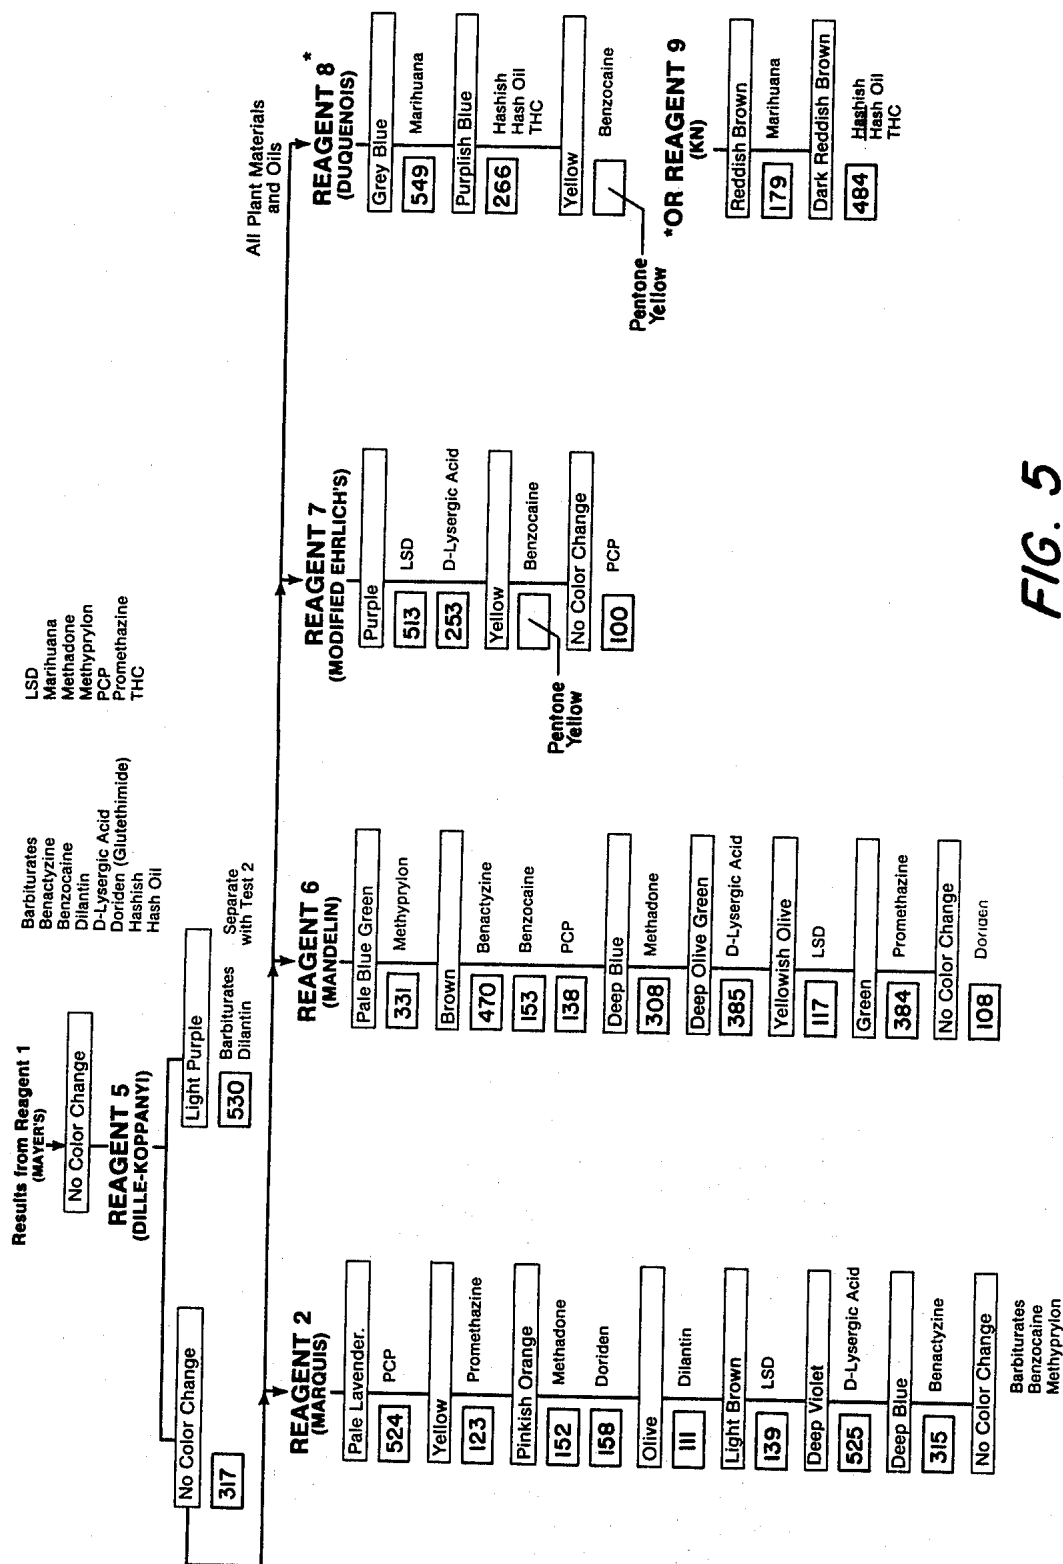 Results from Reagent 1
(MAYER'S)
No Color Change
REAGENT 5
(DILLE-KOPPANYI)
Barbiturates
Benactyzine
Benzocaine
Dilantin
D-Lysergic Acid
Doriden (Glutethimide)
Hashish
Hash Oil
LSD
Marihuana
Methadone
Methyprylon
PCP
Promethazine
THC
No Color Change
317
Light Purple
530
Barbiturates
Dilantin
Separate
with Test 2
All Plant Materials
and Oils
REAGENT 2
(MARQUIS)
Pale Lavender.
524 PCP
Yellow
123 Promethazine
Pinkish Orange
152 Methadone
158 Doriden
Olive
111 Dilantin
Light Brown
139 LSD
Deep Violet
525 D-Lysergic Acid
Deep Blue
315 Benactyzine
No Color Change
Barbiturates
Benzocaine
Methyprylon
REAGENT 6
(MANDELIN)
Pale Blue Green
331 Methyprylon
Brown
470 Benactyzine
153 Benzocaine
138 PCP
Deep Blue
308 Methadone
Deep Olive Green
385 D-Lysergic Acid
Yellowish Olive
117 LSD
Green
384 Promethazine
No Color Change
108 Doriden
REAGENT 7
(MODIFIED EHRLICH'S)
Purple
513 LSD
253 D-Lysergic Acid
Yellow
Benzocaine
Pentone
Yellow
No Color Change
100 PCP
REAGENT 8*
(DUQUENOIS)
Grey Blue
549 Marihuana
Purplish Blue
266 Hashish
Hash Oil
THC
Yellow
Benzocaine
Pentone
Yellow
*OR REAGENT 9
(KN)
Reddish Brown
179 Marihuana
Dark Reddish Brown
484 Hashish
Hash Oil
THC
FIG. 5